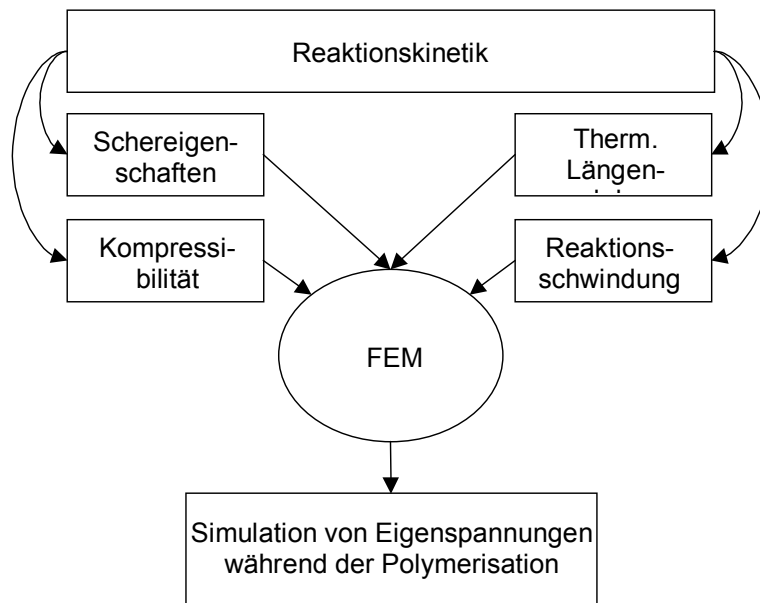 Reaktionskinetik
Schereigen-
schaften
Therm.
Längen-
Kompressi-
bilität
Reaktions-
schwindung
FEM
Simulation von Eigenspannungen
während der Polymerisation